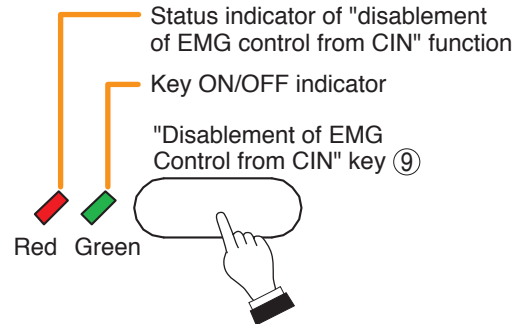 Status indicator of "disablement
of EMG control from CIN" function
Key ON/OFF indicator
"Disablement of EMG
Control from CIN" key ⑨
Red Green